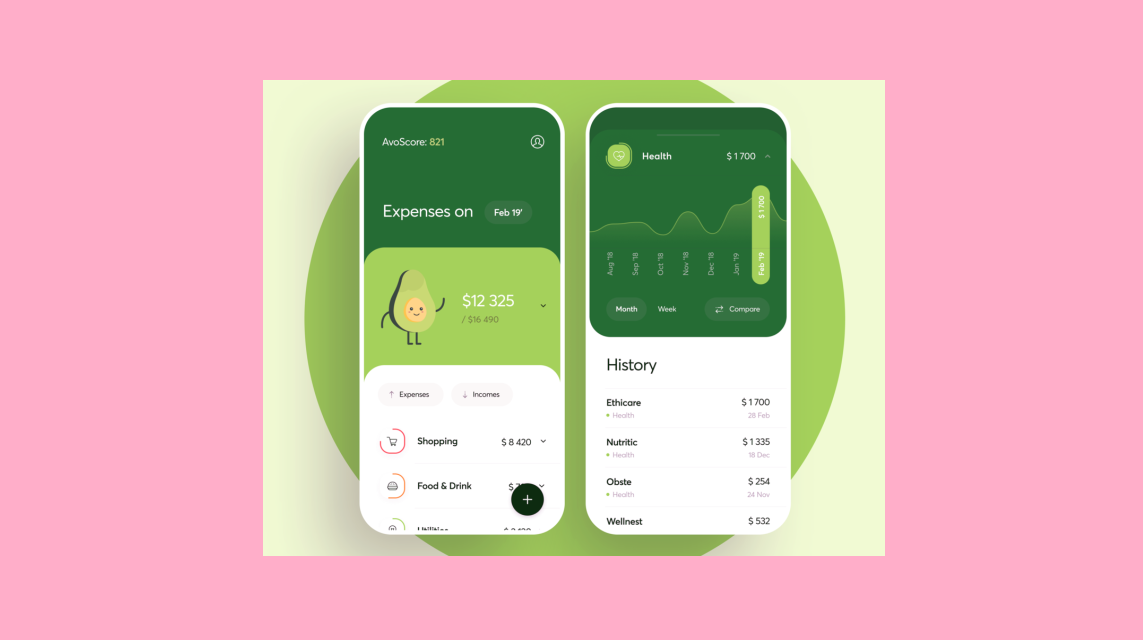 AvoScore: 821
Expenses on
Feb 19'
$12 325
/ $16 490
Expenses
Incomes
Shopping
$ 8 420
Food & Drink
Utilities
Health
$ 1 700
$ 1 700
Aug '18
Sep '18
Oct '18
Nov '18
Dec '18
Jan '19
Feb '19
Month
Week
Compare
History
Ethicare
$ 1 700
Health
28 Feb
Nutritic
$ 1 335
Health
18 Dec
Obste
$ 254
Health
24 Nov
Wellnest
$ 532